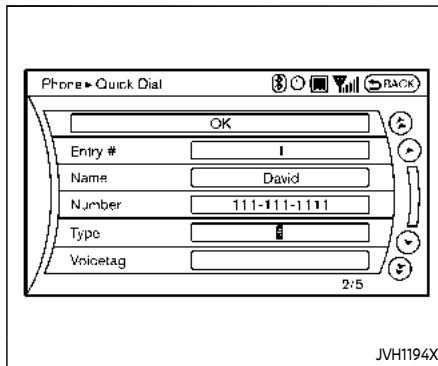 Phone ▸ Quick Dial BACK
OK
Entry # 1
Name David
Number 111-111-1111
Type
Voicetag
2/5
JVH1194X